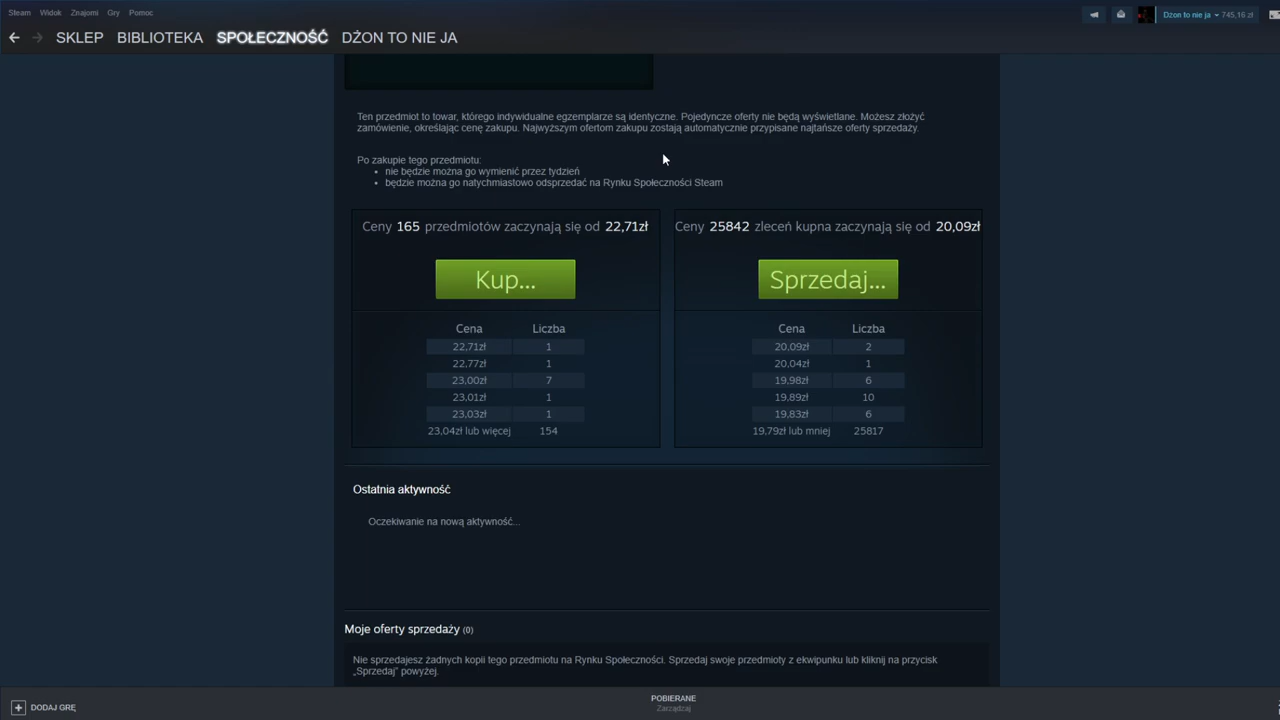 Steam Widok Znajomi Gry Pomoc
Dzon to nie ja 745,16 zł
SKLEP BIBLIOTEKA SPOŁECZNOŚĆ DŻON TO NIE JA
Ten przedmiot to towar, którego indywidualne egzemplarze są identyczne. Pojedyncze oferty nie będą wyświetlane. Możesz złożyć
zamówienie, określając cenę zakupu. Najwyższym ofertom zakupu zostają automatycznie przypisane najtańsze oferty sprzedaży.
Po zakupie tego przedmiotu:
nie będzie można go wymienić przez tydzień
będzie można go natychmiastowo odsprzedać na Rynku Społeczności Steam
Ceny 165 przedmiotów zaczynają się od 22,71zł
Kup...
Cena Liczba
22,71zł 1
22,77zł 1
23,00zł 7
23,01zł 1
23,03zł 1
23,04zł lub więcej 154
Ceny 25842 zleceń kupna zaczynają się od 20,09zł
Sprzedaj...
Cena Liczba
20,09zł 2
20,04zł 1
19,98zł 6
19,89zł 10
19,83zł 6
19,79zł lub mniej 25817
Ostatnia aktywność
Oczekiwanie na nową aktywność...
Moje oferty sprzedaży (0)
Nie sprzedajesz żadnych kopii tego przedmiotu na Rynku Społeczności. Sprzedaj swoje przedmioty z ekwipunku lub kliknij na przycisk
„Sprzedaj” powyżej.
DODAJ GRĘ
POBIERANE
Zarządzaj